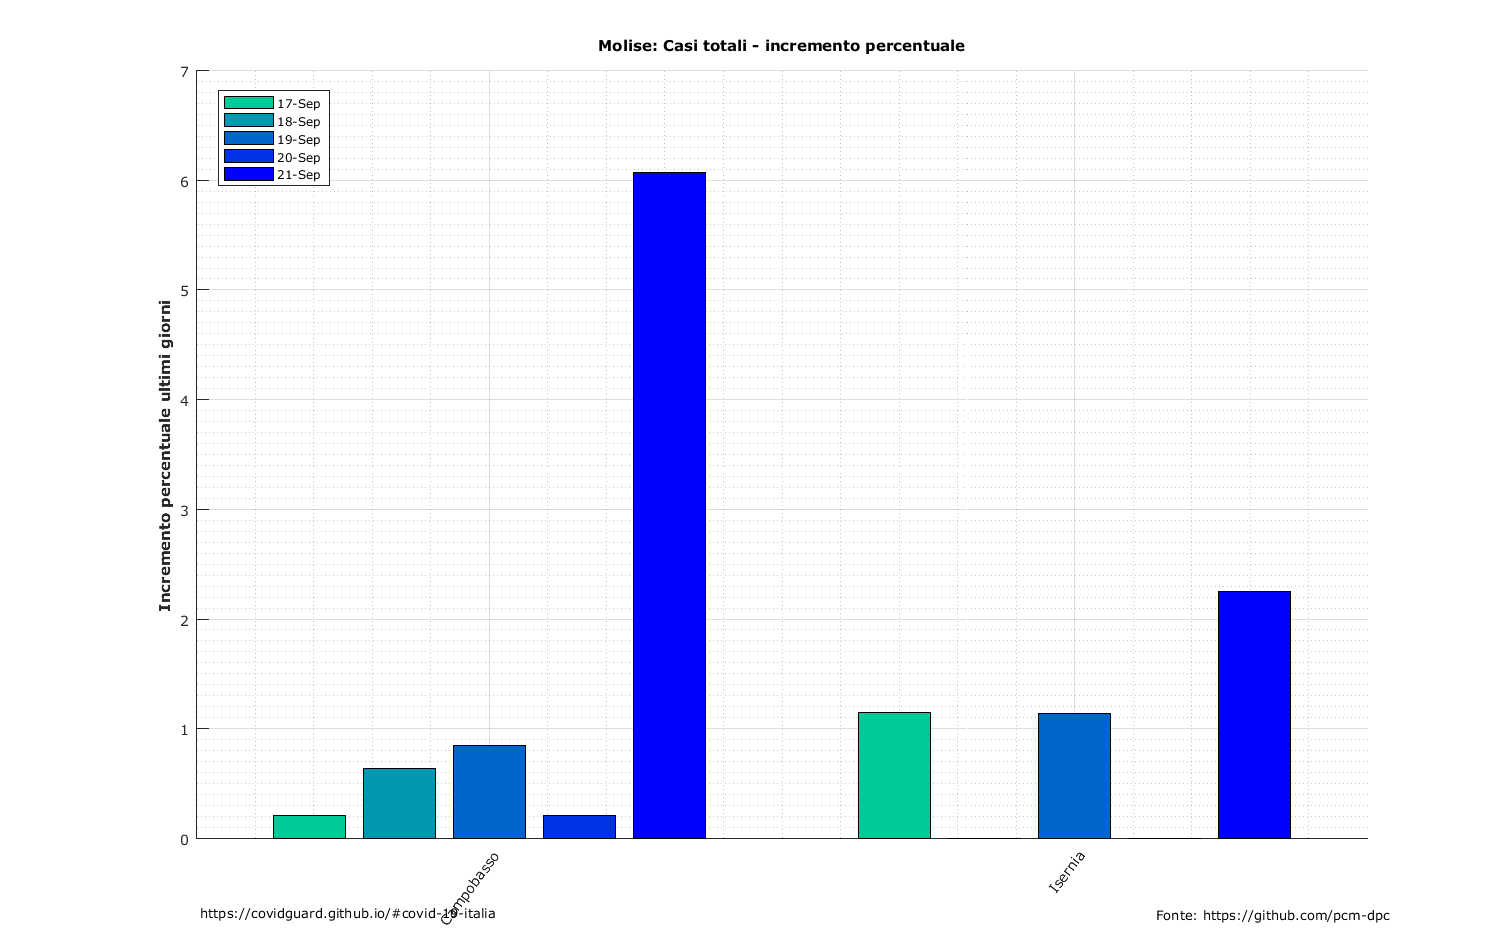 Molise: Casi totali - incremento percentuale
7
6
5
4
3
2
1
0
Incremento percentuale ultimi giorni
17-Sep
18-Sep
19-Sep
20-Sep
21-Sep
Campobasso
Isernia
https://covidguard.github.io/#covid-19-italia
Fonte: https://github.com/pcm-dpc